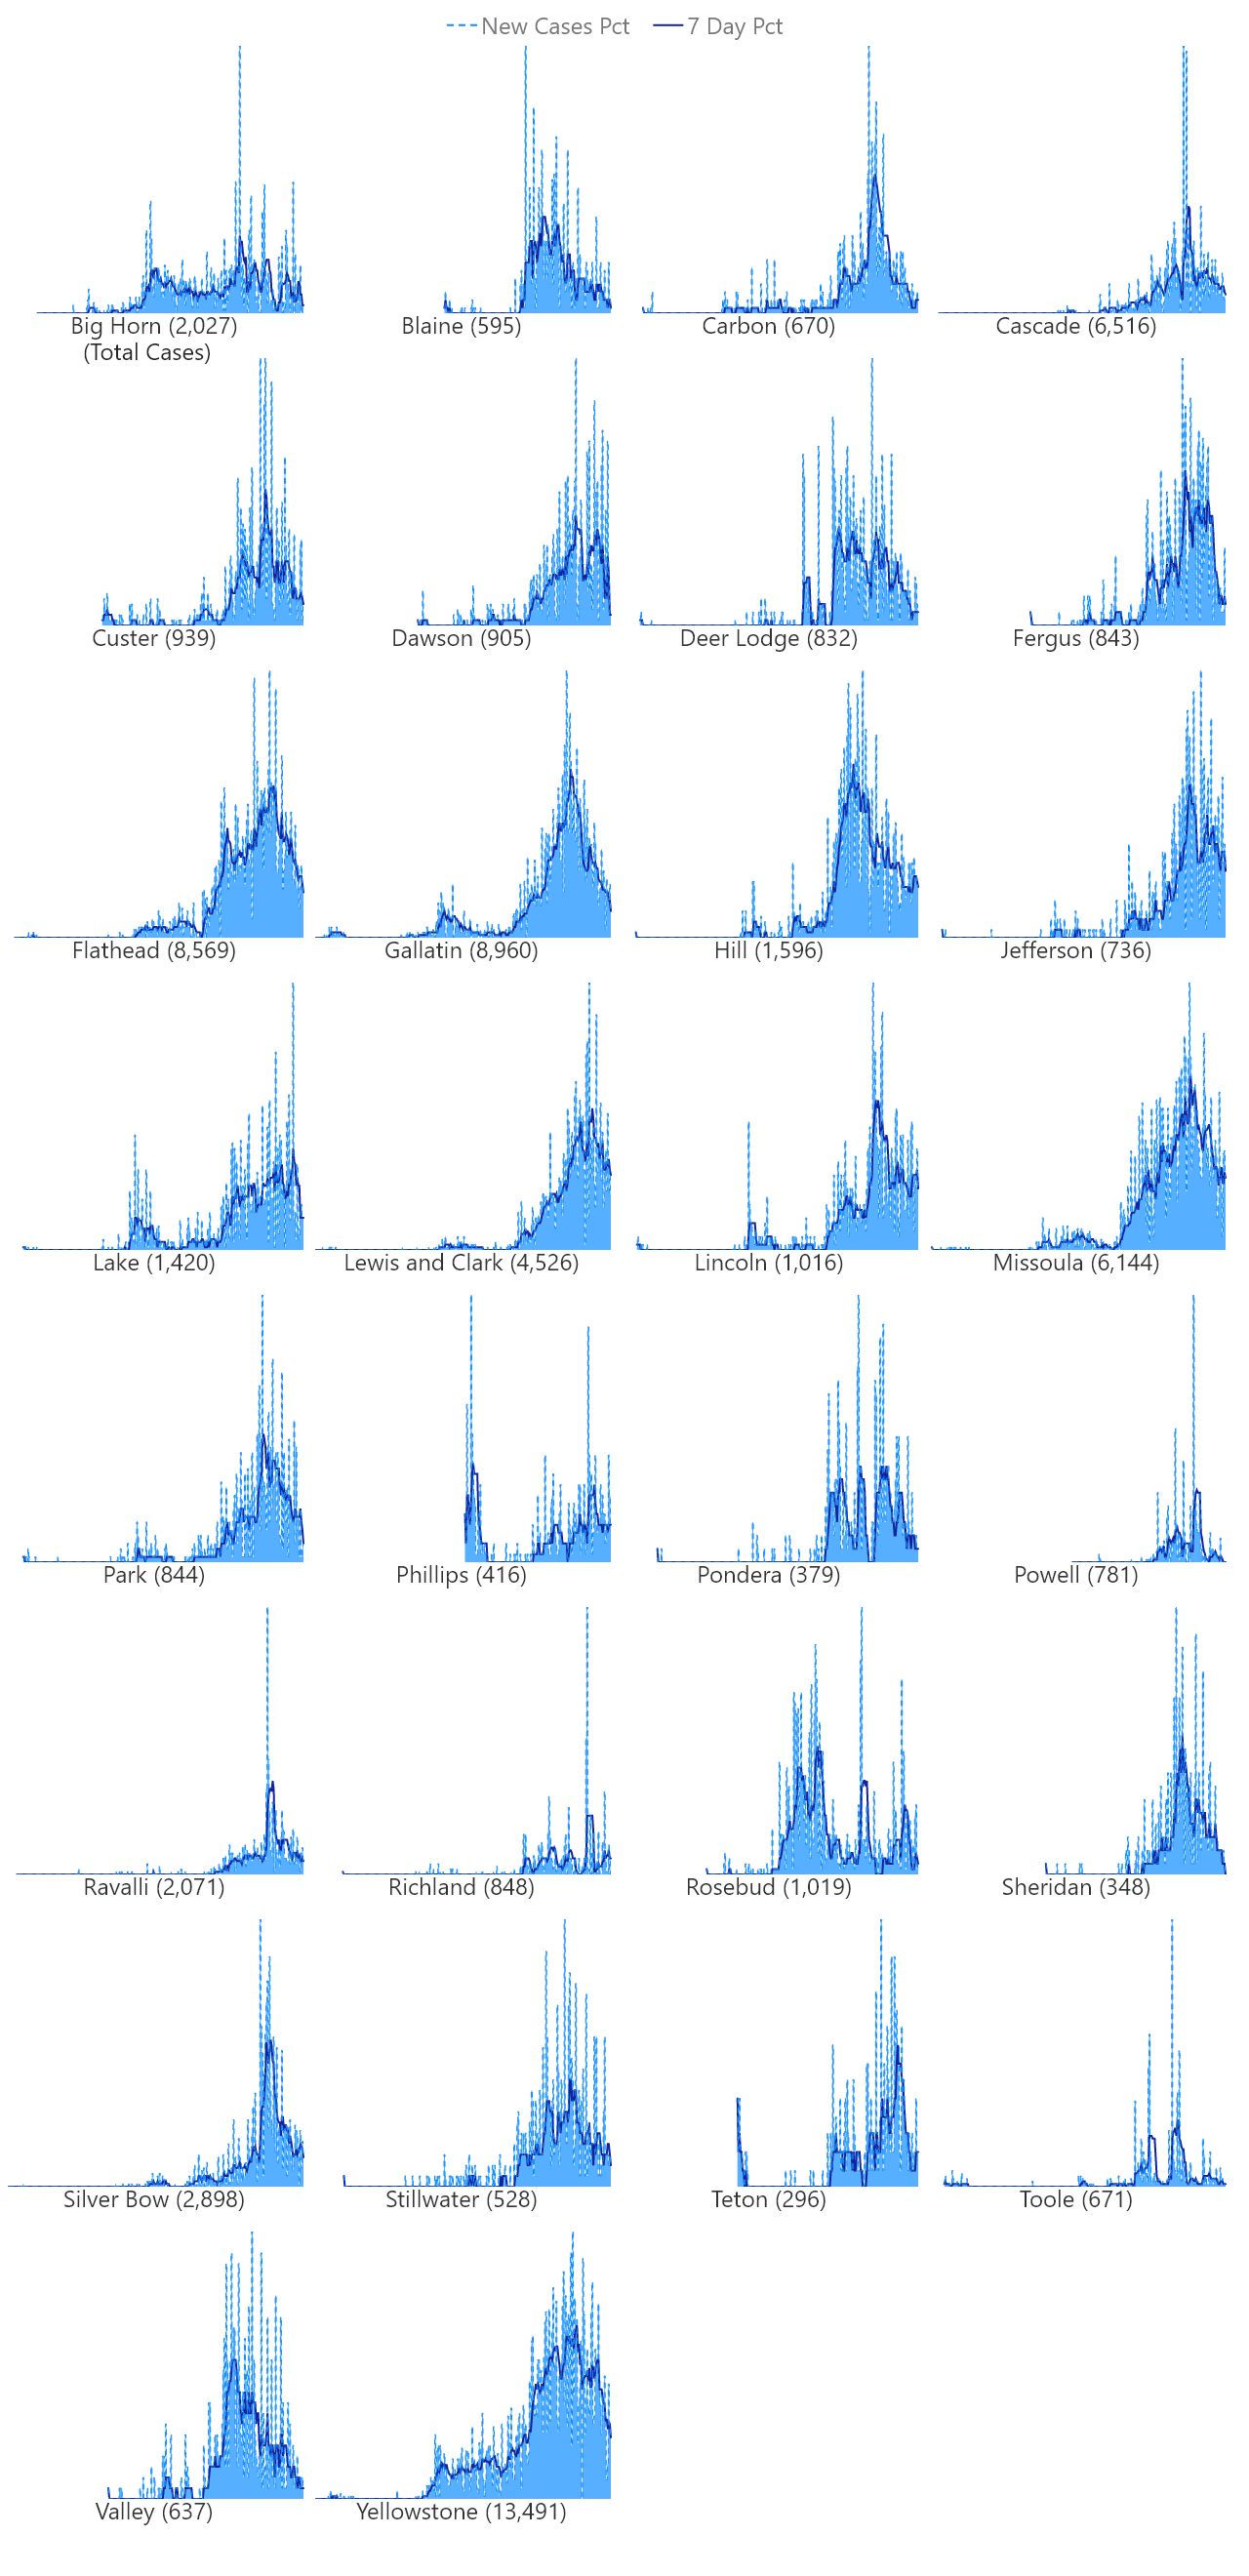 New Cases Pct 7 Day Pct
Big Horn (2,027) Blaine (595) Carbon (670) Cascade (6,516)
(Total Cases)
Custer (939) Dawson (905) Deer Lodge (832) Fergus (843)
Flathead (8,569) Gallatin (8,960) Hill (1,596) Jefferson (736)
Lake (1,420) Lewis and Clark (4,526) Lincoln (1,016) Missoula (6,144)
Park (844) Phillips (416) Pondera (379) Powell (781)
Ravalli (2,071) Richland (848) Rosebud (1,019) Sheridan (348)
Silver Bow (2,898) Stillwater (528) Teton (296) Toole (671)
Valley (637) Yellowstone (13,491)